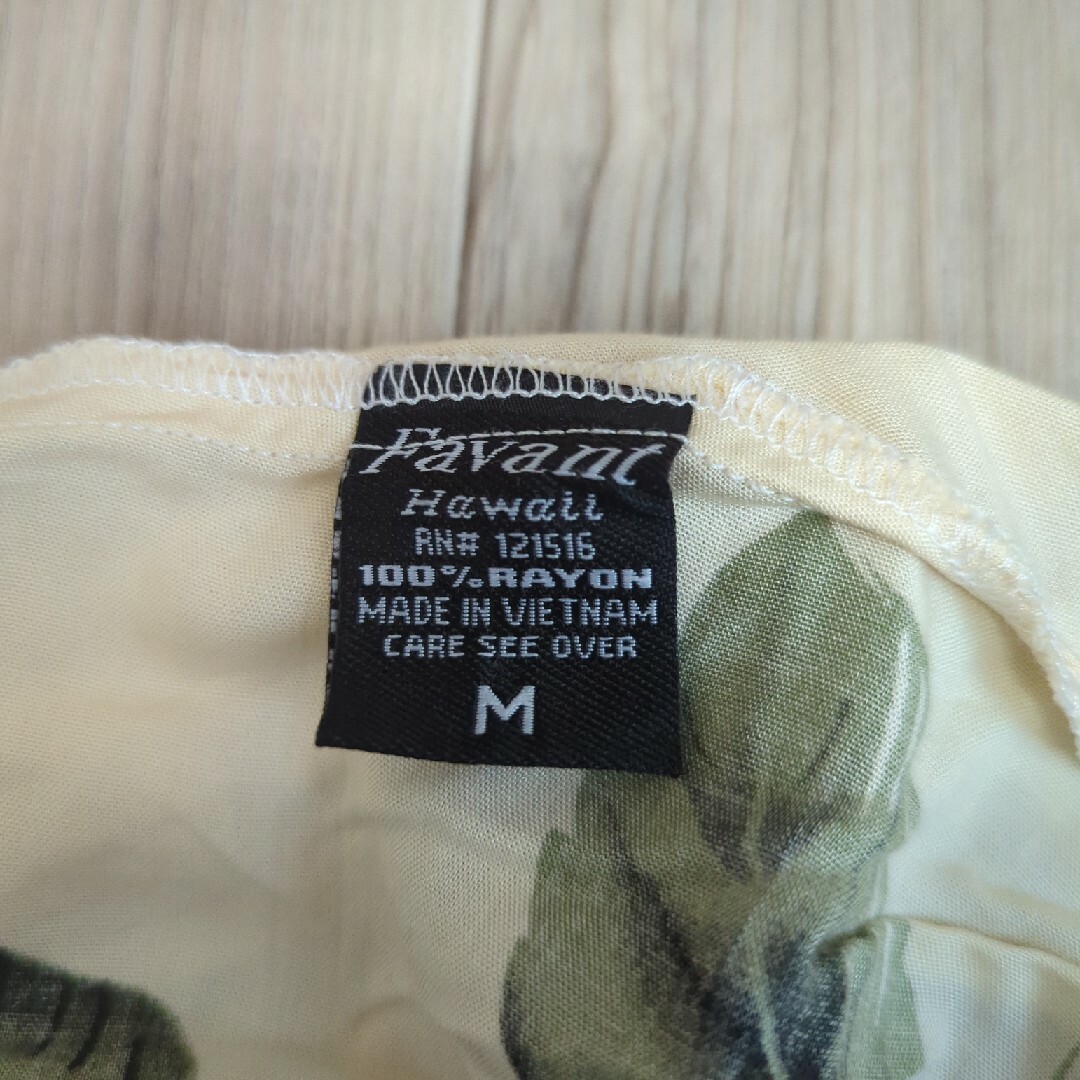 Favant
Hawaii
RN# 121516
100% RAYON
MADE IN VIETNAM
CARE SEE OVER
M